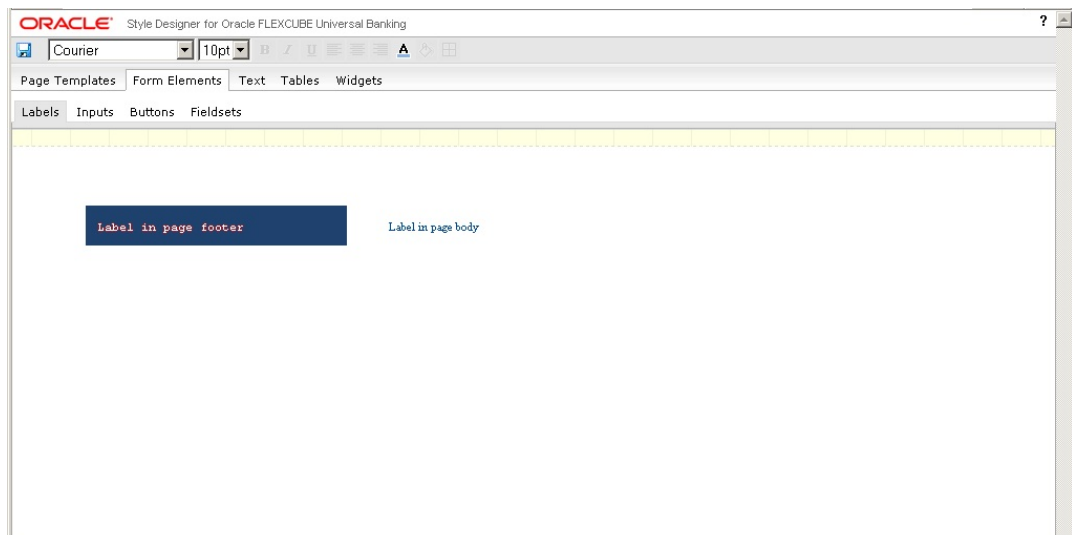 ORACLE Style Designer for Oracle FLEXCUBE Universal Banking ?
Courier 10pt B I U A
Page Templates Form Elements Text Tables Widgets
Labels Inputs Buttons Fieldsets
Label in page footer Label in page body